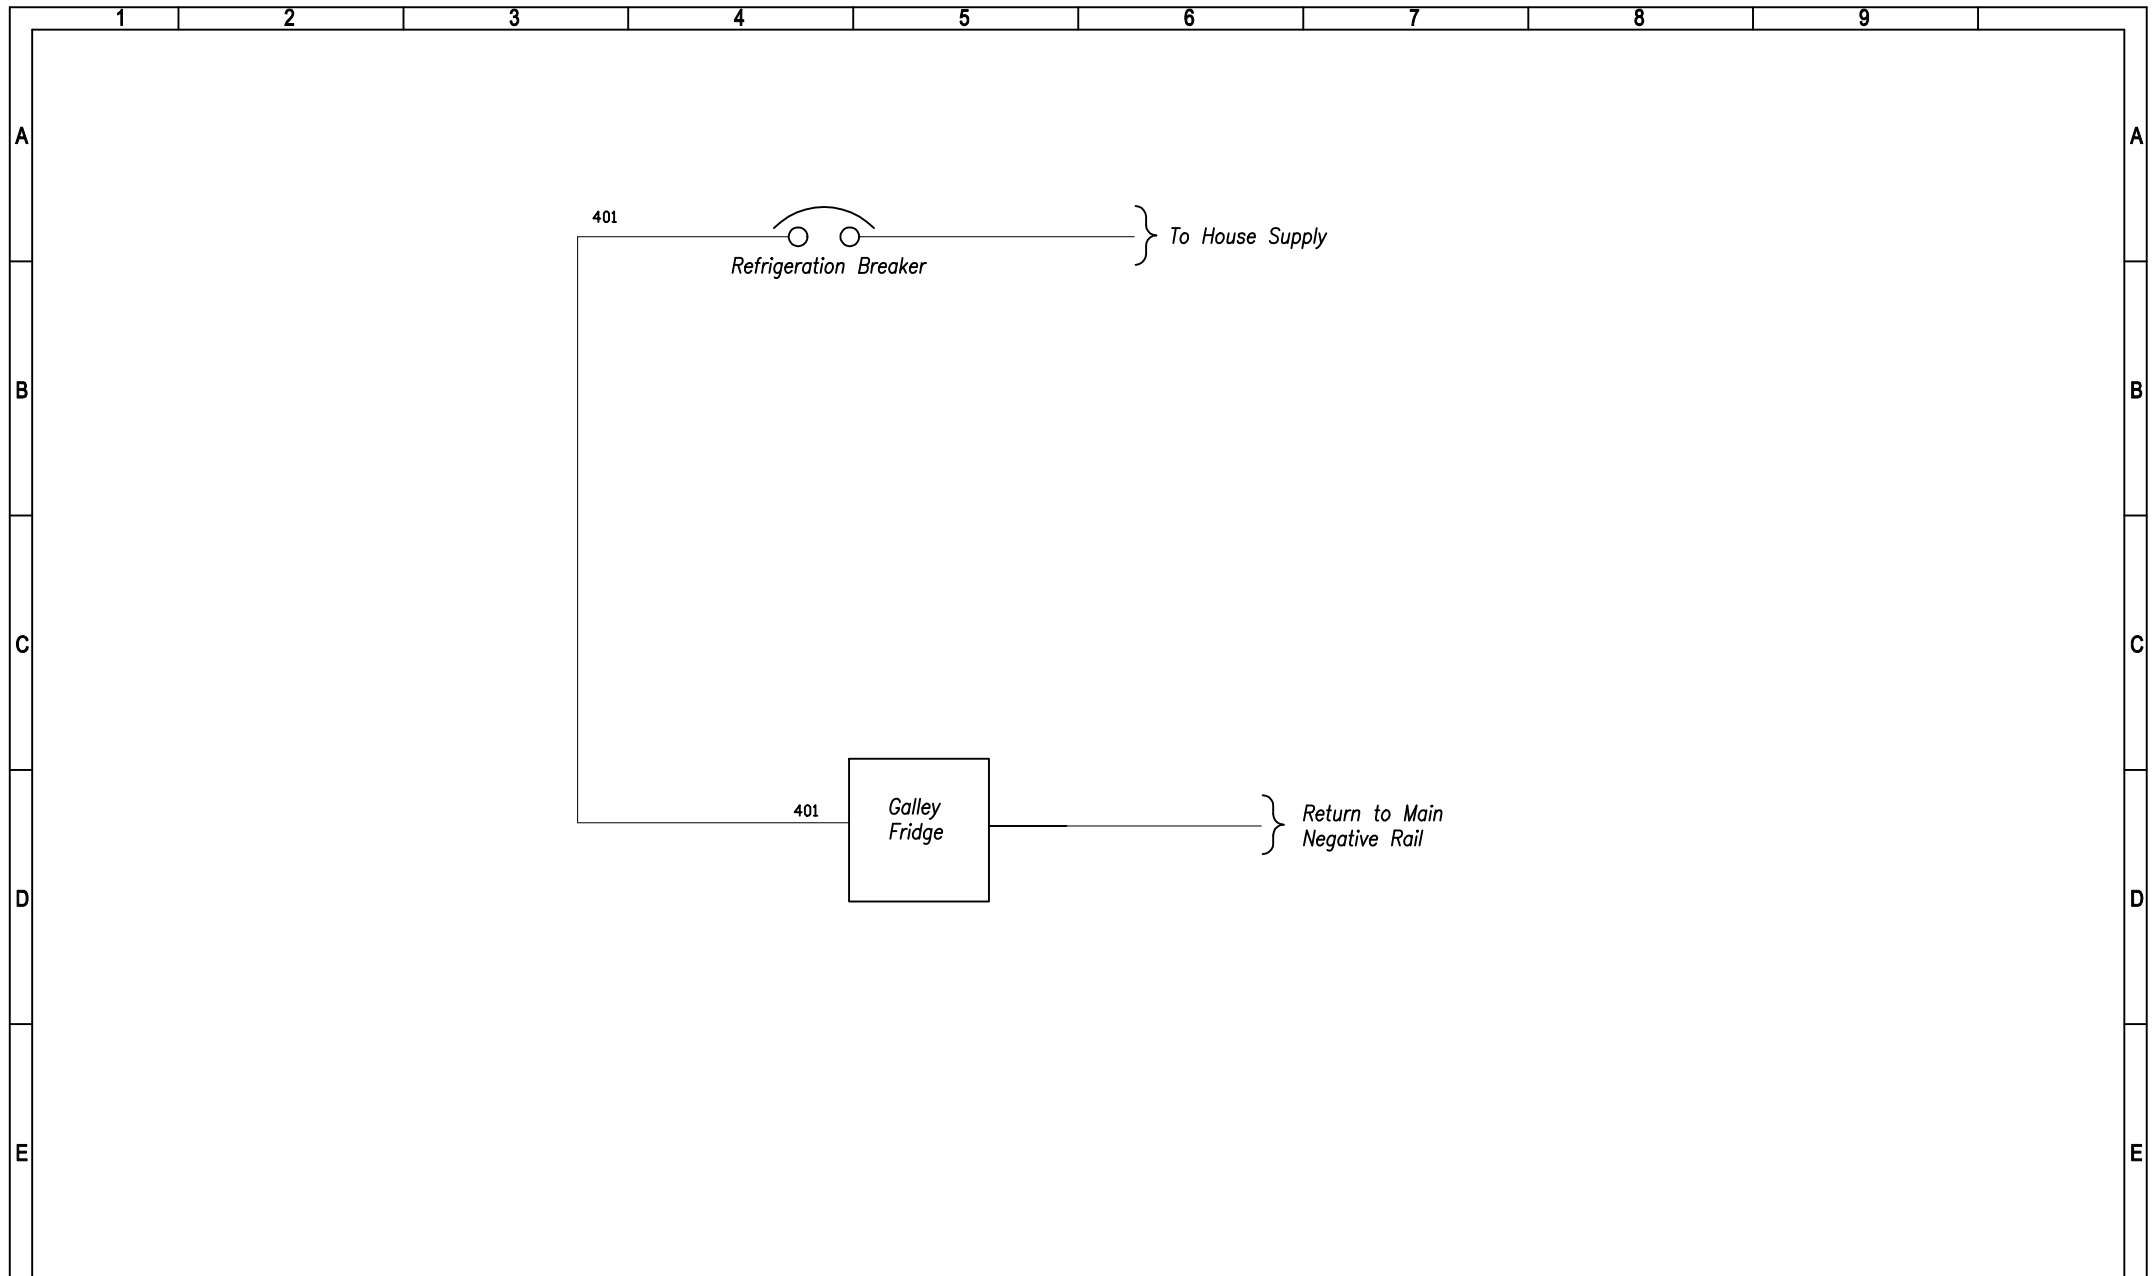 1 2 3 4 5 6 7 8 9
A A
401
To House Supply
Refrigeration Breaker
B B
C C
401
Galley
Fridge
Return to Main
Negative Rail
D D
E E